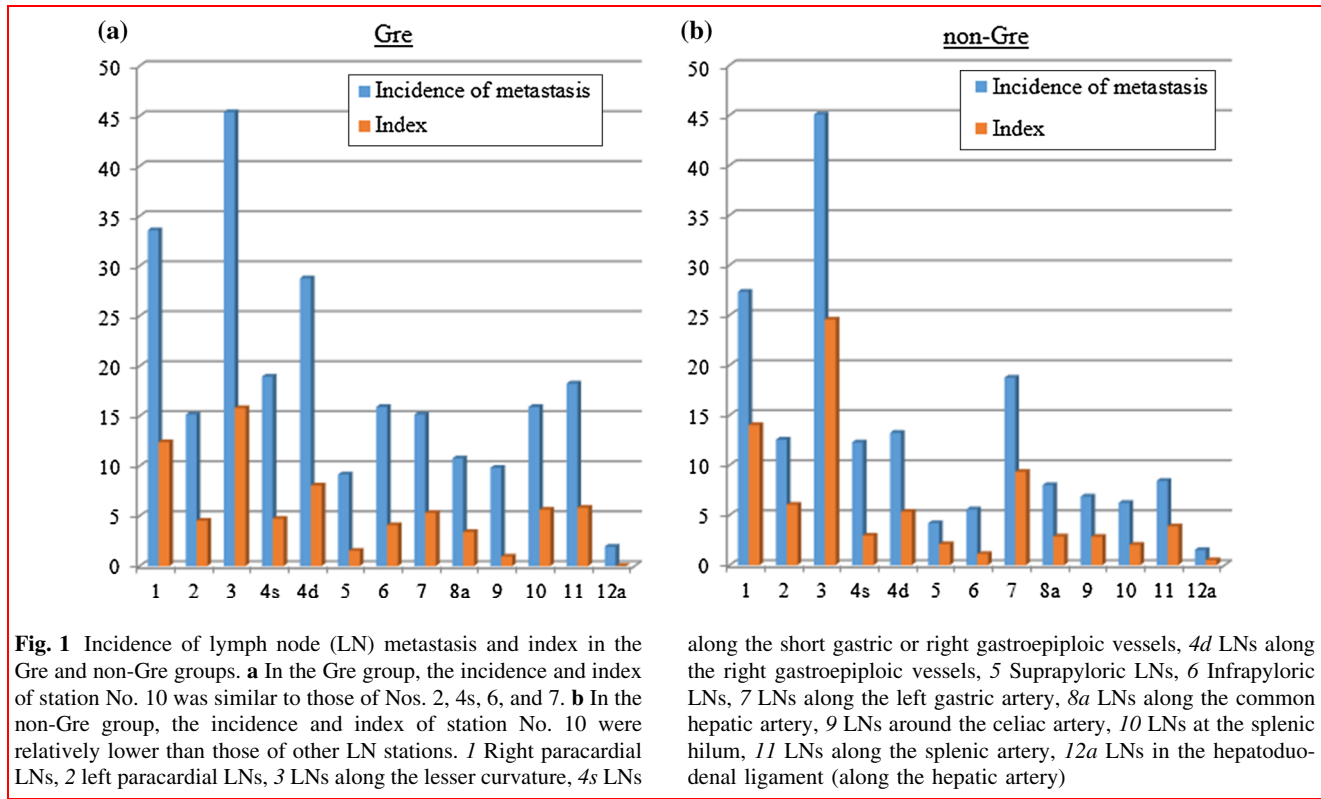 (a)
Gre
50
45
40
35
30
25
20
15
10
5
0
Incidence of metastasis
Index
1 2 3 4s 4d 5 6 7 8a 9 10 11 12a
(b)
non-Gre
50
45
40
35
30
25
20
15
10
5
0
Incidence of metastasis
Index
1 2 3 4s 4d 5 6 7 8a 9 10 11 12a
Fig. 1 Incidence of lymph node (LN) metastasis and index in the
Gre and non-Gre groups. a In the Gre group, the incidence and index
of station No. 10 was similar to those of Nos. 2, 4s, 6, and 7. b In the
non-Gre group, the incidence and index of station No. 10 were
relatively lower than those of other LN stations. 1 Right paracardial
LNs, 2 left paracardial LNs, 3 LNs along the lesser curvature, 4s LNs
along the short gastric or right gastroepiploic vessels, 4d LNs along
the right gastroepiploic vessels, 5 Suprapyloric LNs, 6 Infrapyloric
LNs, 7 LNs along the left gastric artery, 8a LNs along the common
hepatic artery, 9 LNs around the celiac artery, 10 LNs at the splenic
hilum, 11 LNs along the splenic artery, 12a LNs in the hepatoduo-
denal ligament (along the hepatic artery)